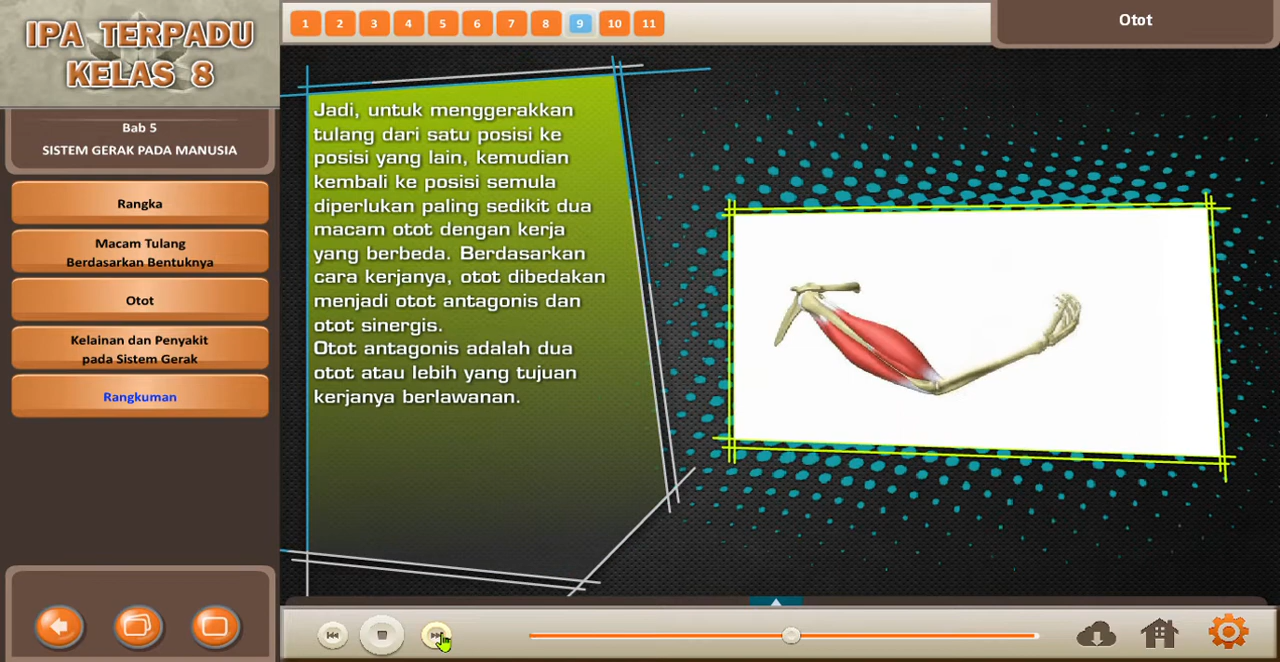 IPA TERPADU
KELAS 8
1 2 3 4 5 6 7 8 9 10 11
Otot
Bab 5
SISTEM GERAK PADA MANUSIA
Rangka
Macam Tulang
Berdasarkan Bentuknya
Otot
Kelainan dan Penyakit
pada Sistem Gerak
Rangkuman
Jadi, untuk menggerakkan
tulang dari satu posisi ke
posisi yang lain, kemudian
kembali ke posisi semula
diperlukan paling sedikit dua
macam otot dengan kerja
yang berbeda. Berdasarkan
cara kerjanya, otot dibedakan
menjadi otot antagonis dan
otot sinergis.
Otot antagonis adalah dua
otot atau lebih yang tujuan
kerjanya berlawanan.